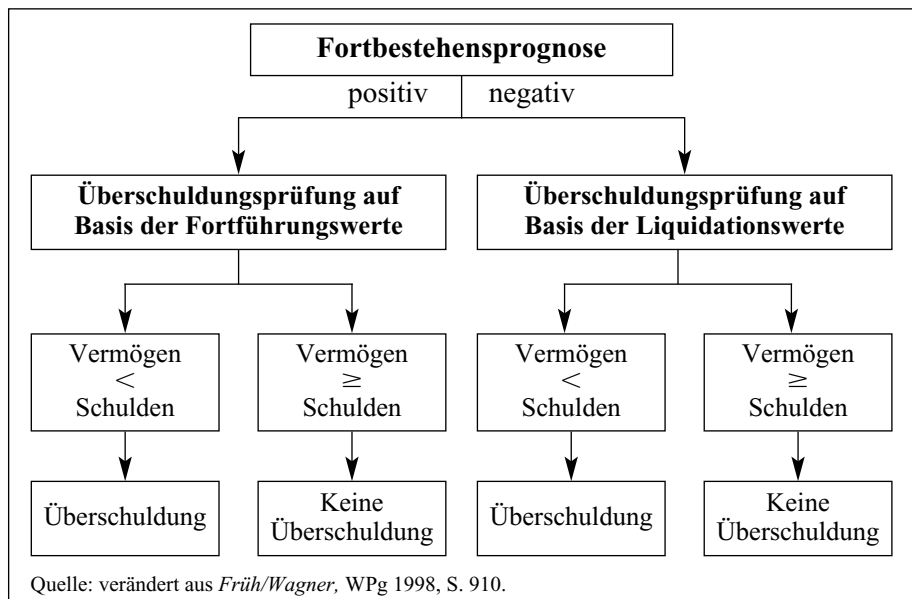 Fortbestehensprognose
positiv negativ
Überschuldungsprüfung auf
Basis der Fortführungswerte
Überschuldungsprüfung auf
Basis der Liquidationswerte
Vermögen
<
Schulden
Vermögen
≥
Schulden
Vermögen
<
Schulden
Vermögen
≥
Schulden
Überschuldung
Keine
Überschuldung
Überschuldung
Keine
Überschuldung
Quelle: verändert aus Früh/Wagner, WPg 1998, S. 910.